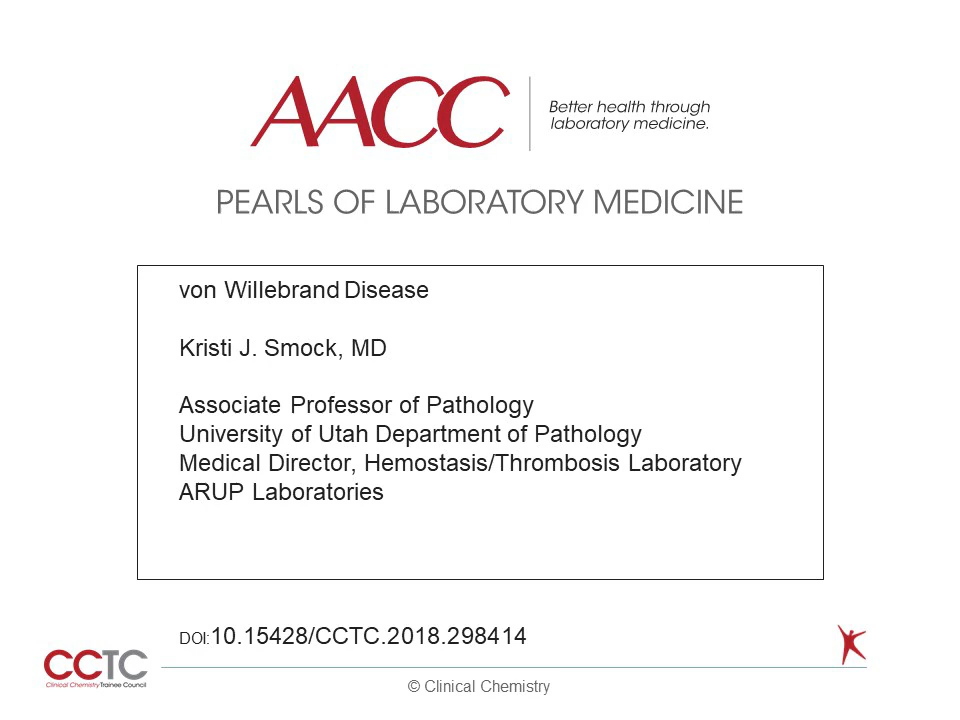 AACC
Better health through
laboratory medicine.
PEARLS OF LABORATORY MEDICINE
von Willebrand Disease
Kristi J. Smock, MD
Associate Professor of Pathology
University of Utah Department of Pathology
Medical Director, Hemostasis/Thrombosis Laboratory
ARUP Laboratories
DOI:10.15428/CCTC.2018.298414
CCTC
Clinical Chemistry Trainee Council
© Clinical Chemistry